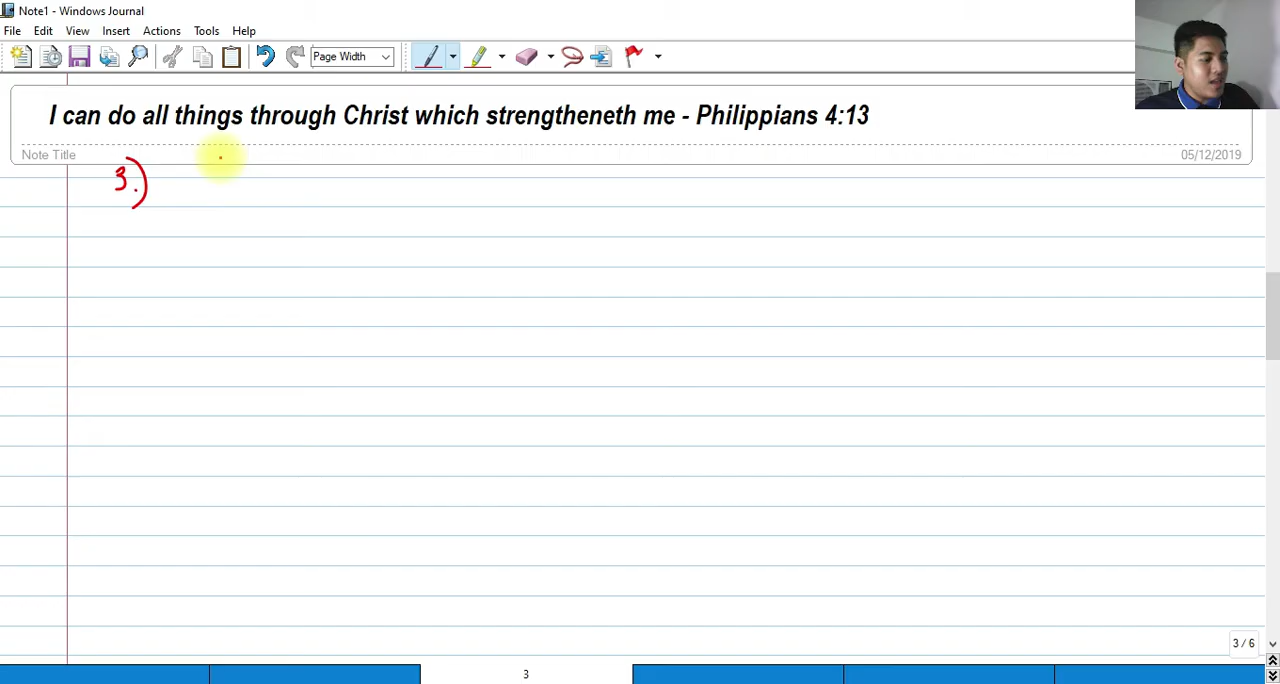 Note1 - Windows Journal
File Edit View Insert Actions Tools Help
Page Width
I can do all things through Christ which strengtheneth me - Philippians 4:13
Note Title 05/12/2019
3.)
3 / 6
3